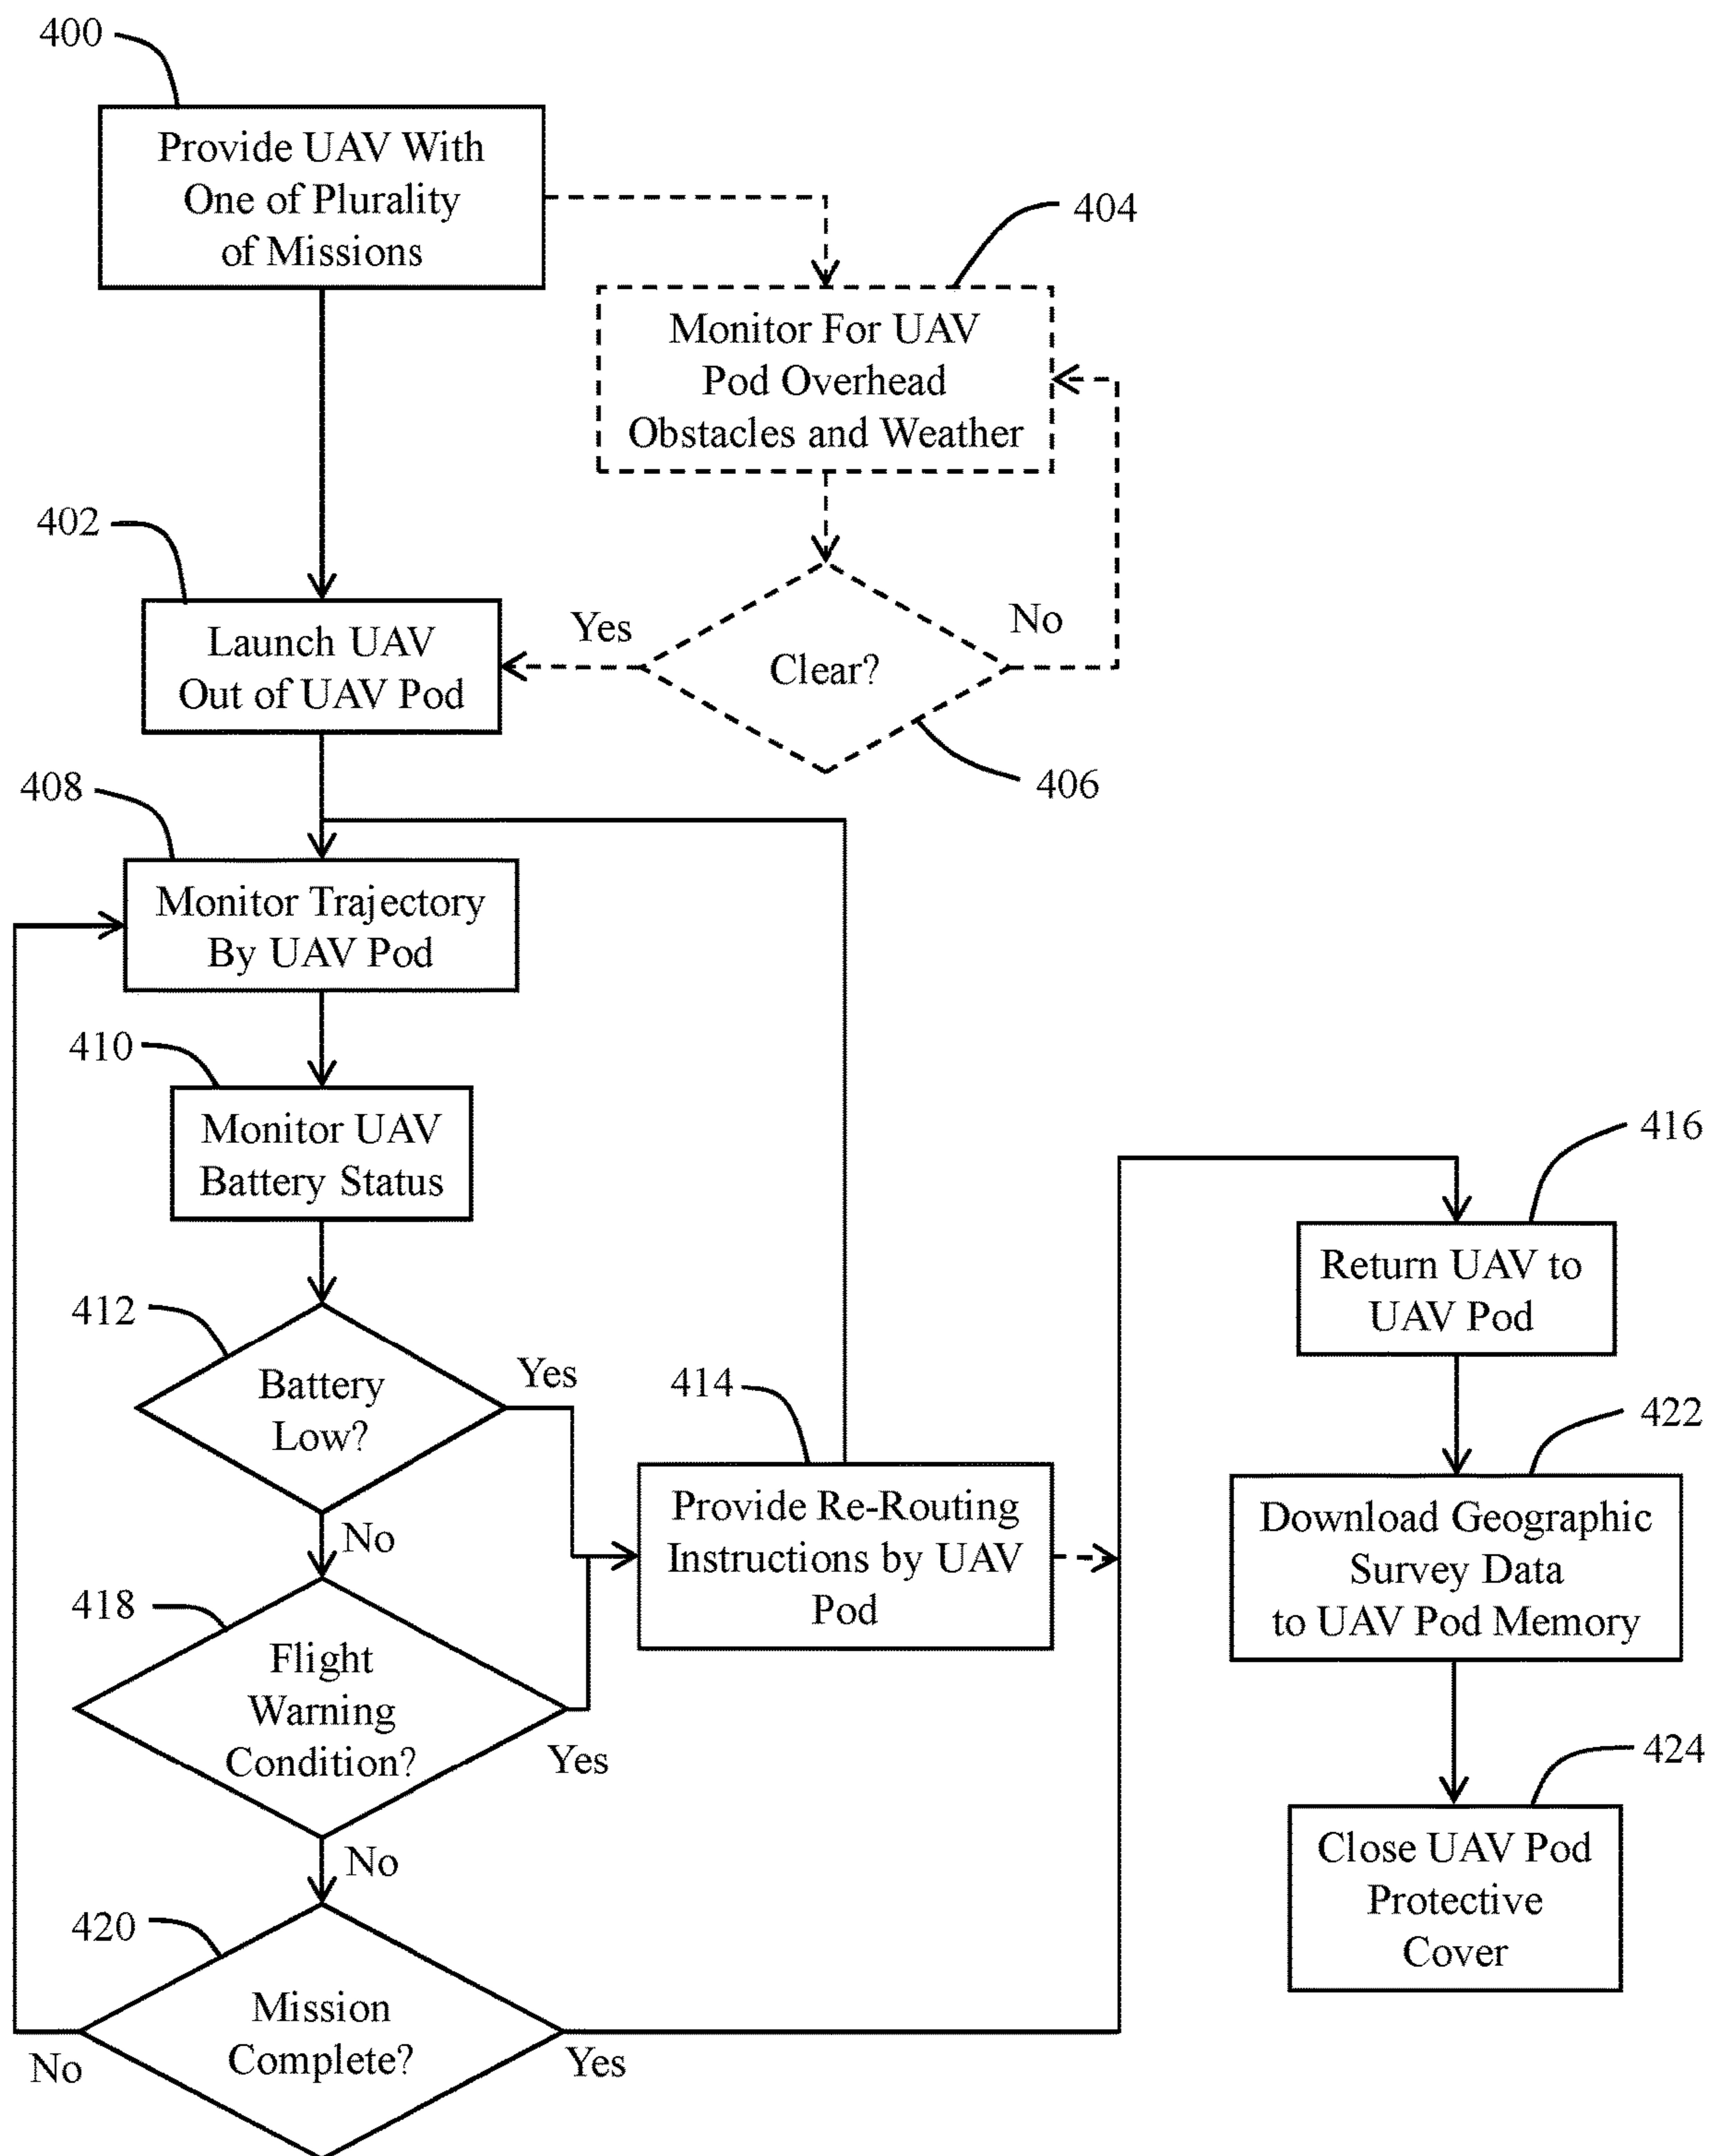 400
Provide UAV With
One of Plurality
of Missions
404
Monitor For UAV
Pod Overhead
Obstacles and Weather
402
Launch UAV
Out of UAV Pod
Yes
Clear?
No
406
408
Monitor Trajectory
By UAV Pod
410
Monitor UAV
Battery Status
412
Battery
Low?
Yes
No
414
Provide Re-Routing
Instructions by UAV
Pod
418
Flight
Warning
Condition?
Yes
No
420
Mission
Complete?
No
Yes
416
Return UAV to
UAV Pod
422
Download Geographic
Survey Data
to UAV Pod Memory
424
Close UAV Pod
Protective
Cover